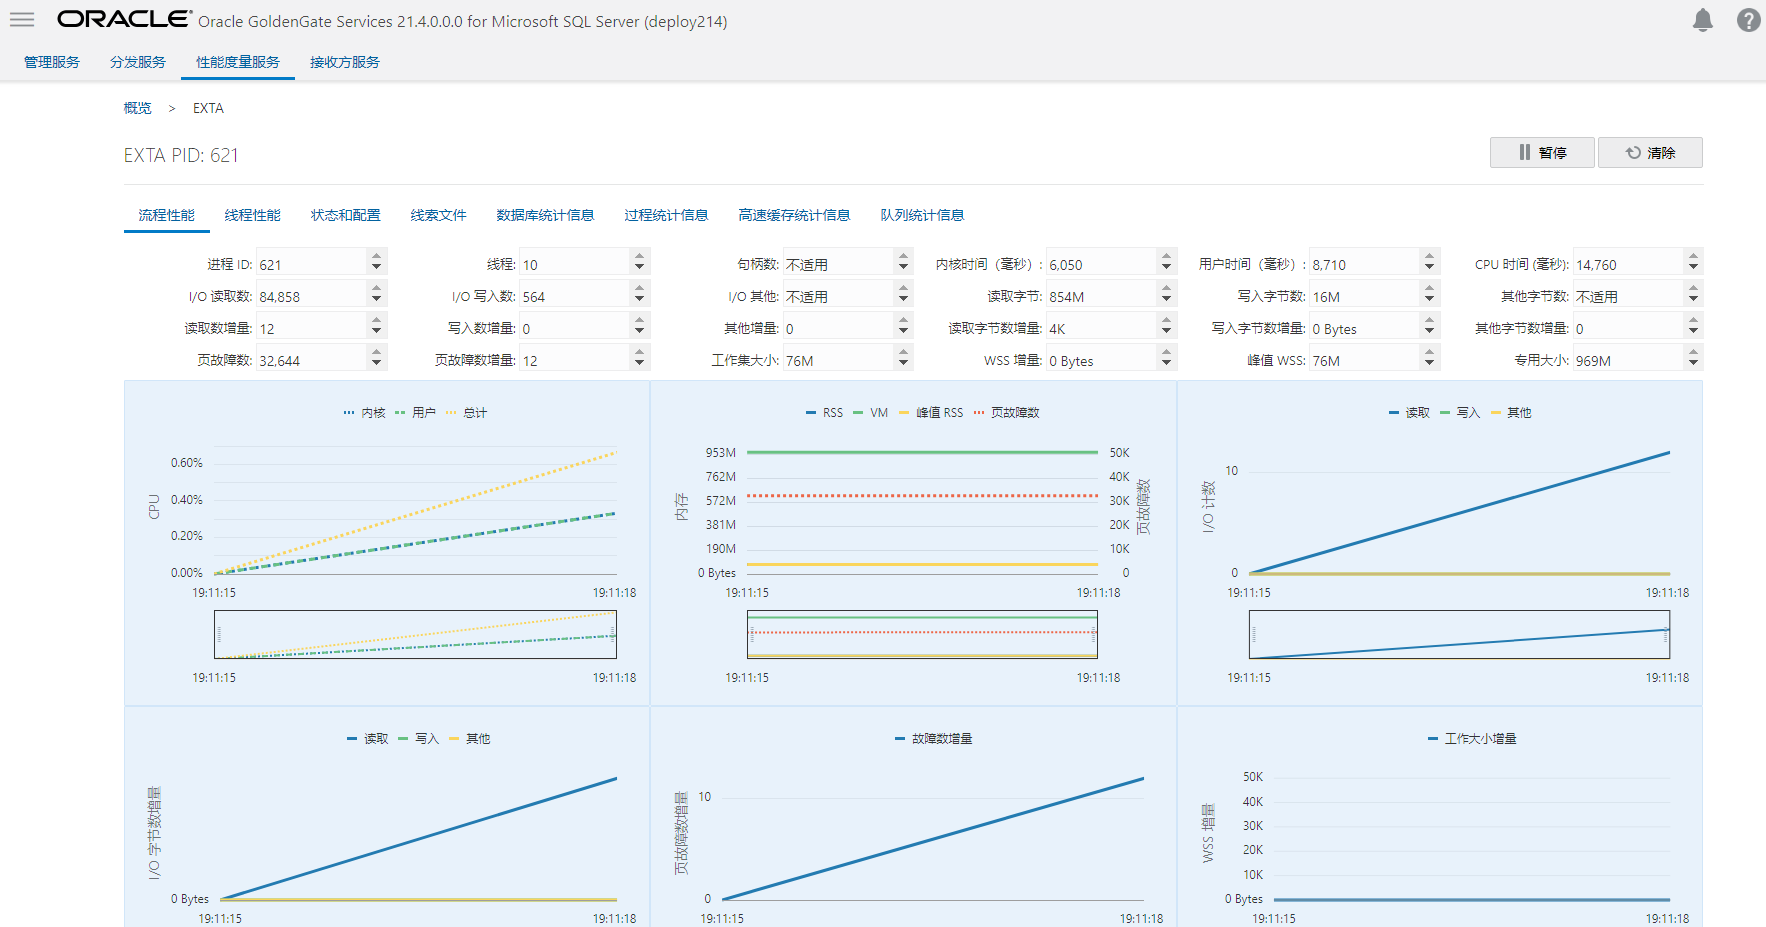 ORACLE® Oracle GoldenGate Services 21.4.0.0.0 for Microsoft SQL Server (deploy214)
管理服务 分发服务 性能度量服务 接收方服务
概览 > EXTA
EXTA PID: 621
暂停 清除
流程性能 线程性能 状态和配置 线索文件 数据库统计信息 过程统计信息 高速缓存统计信息 队列统计信息
进程 ID: 621 线程: 10 句柄数: 不适用 内核时间（毫秒）: 6,050 用户时间（毫秒）: 8,710 CPU 时间 (毫秒): 14,760
I/O 读取数: 84,858 I/O 写入数: 564 I/O 其他: 不适用 读取字节: 854M 写入字节数: 16M 其他字节数: 不适用
读取数增量: 12 写入数增量: 0 其他增量: 0 读取字节数增量: 4K 写入字节数增量: 0 Bytes 其他字节数增量: 0
页故障数: 32,644 页故障数增量: 12 工作集大小: 76M WSS 增量: 0 Bytes 峰值 WSS: 76M 专用大小: 969M
内核 用户 总计
CPU
0.60%
0.40%
0.20%
0.00%
19:11:15 19:11:18
19:11:15 19:11:18
RSS VM 峰值 RSS 页故障数
内存
953M
762M
572M
381M
190M
0 Bytes
50K
40K
30K
20K
10K
0
页故障数
19:11:15 19:11:18
19:11:15 19:11:18
读取 写入 其他
I/O 计数
10
0
19:11:15 19:11:18
19:11:15 19:11:18
读取 写入 其他
I/O 字节数增量
0 Bytes
19:11:15 19:11:18
故障数增量
页故障数增量
10
0
19:11:15 19:11:18
工作大小增量
WSS 增量
50K
40K
30K
20K
10K
0 Bytes
19:11:15 19:11:18